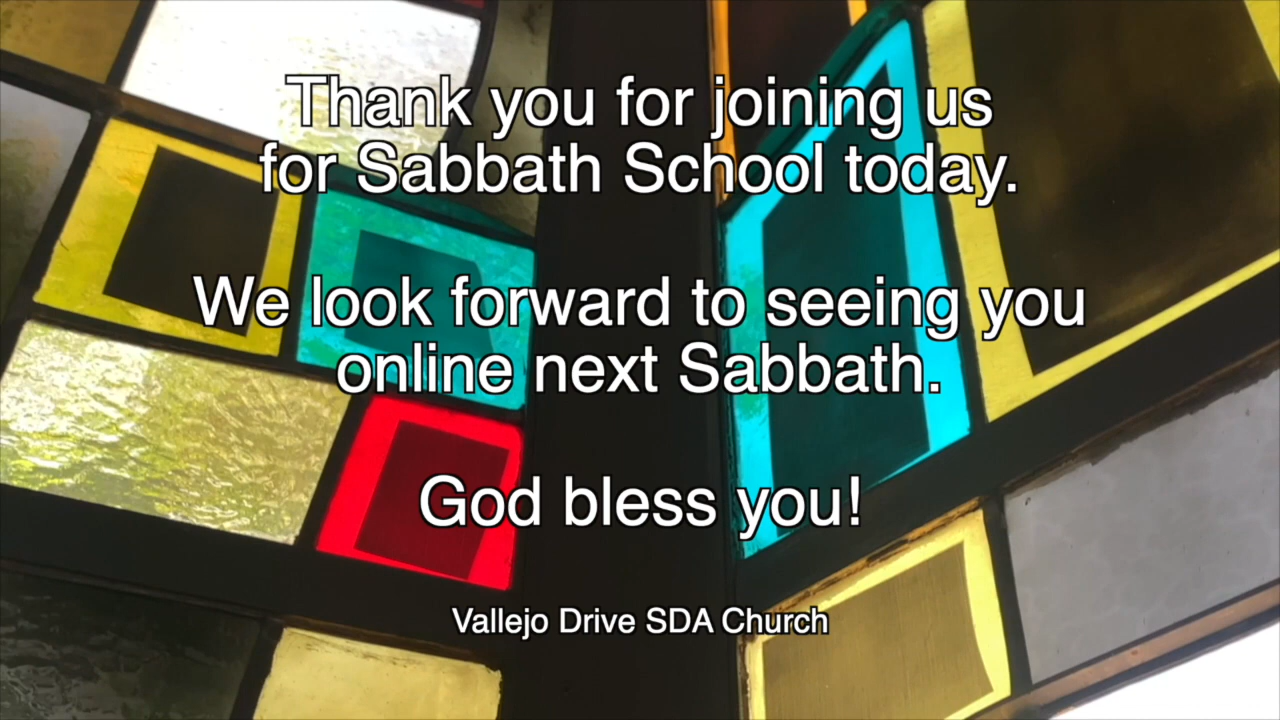 Thank you for joining us
for Sabbath School today.
We look forward to seeing you
online next Sabbath.
God bless you!
Vallejo Drive SDA Church